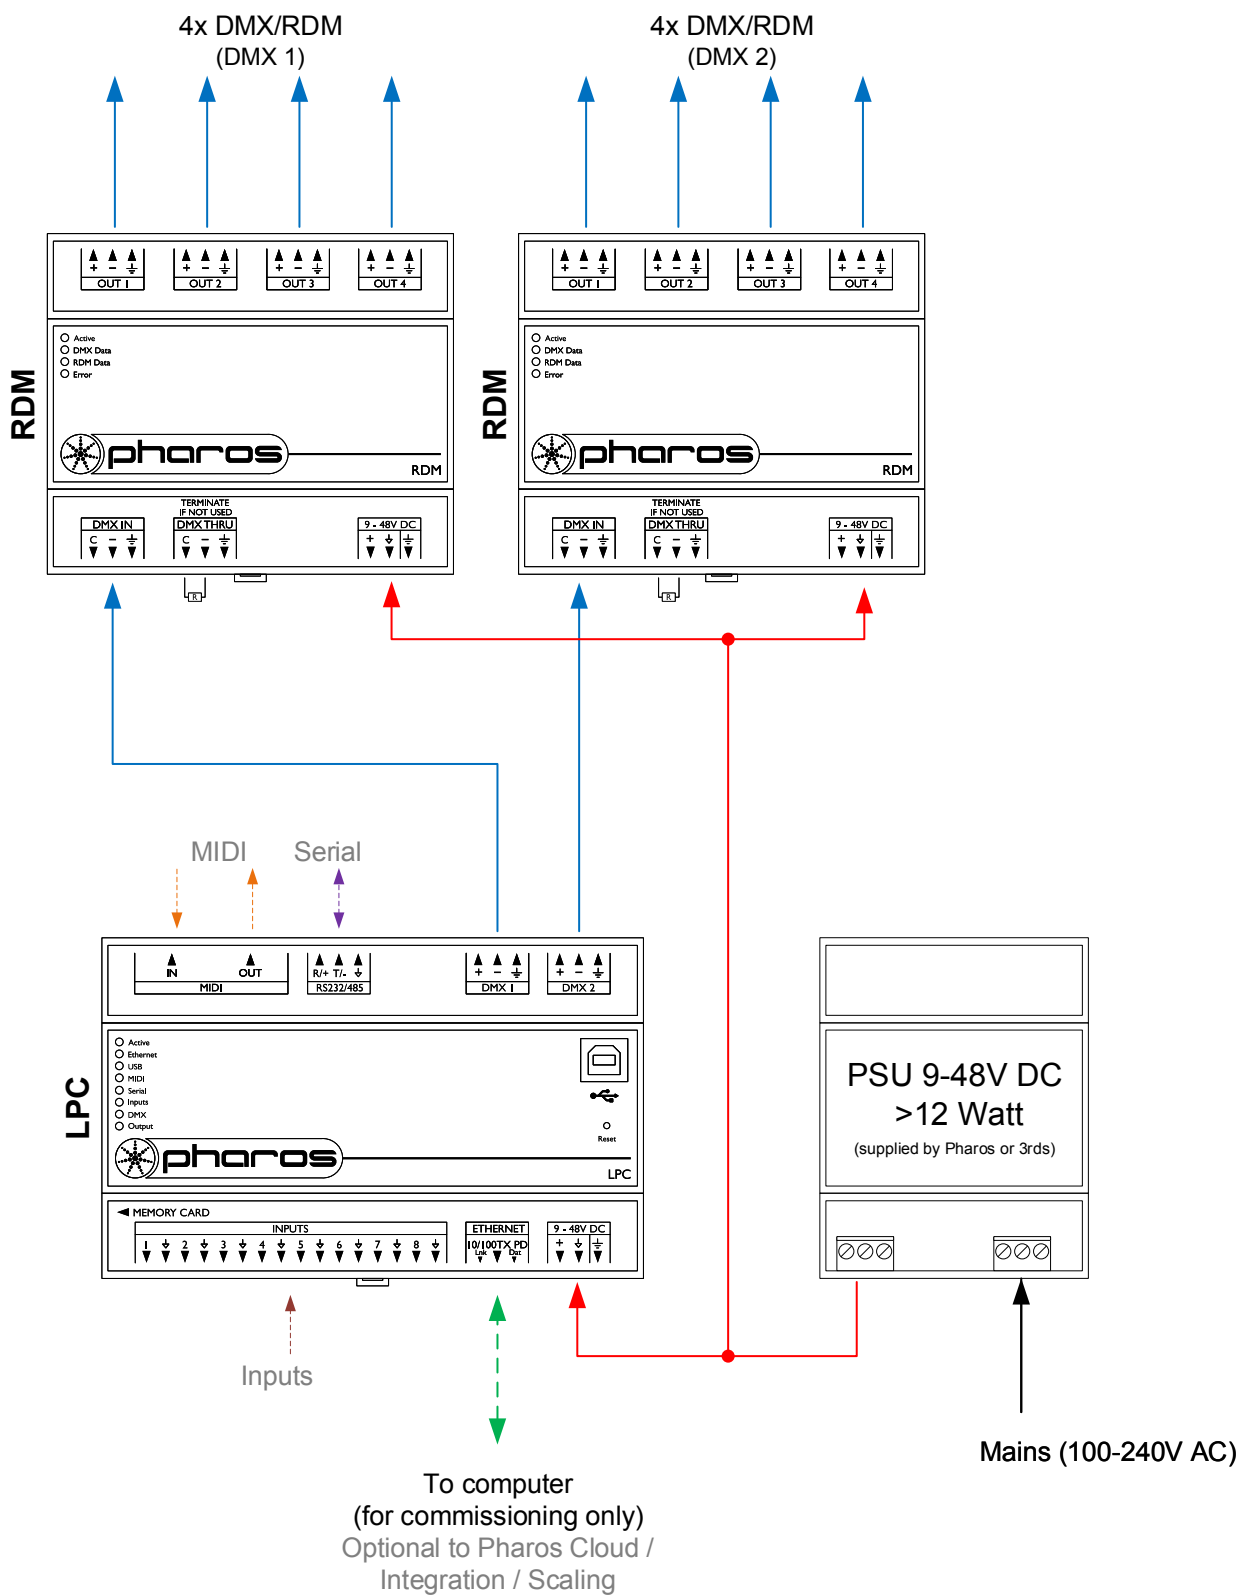 4x DMX/RDM
(DMX 1)
4x DMX/RDM
(DMX 2)
+ −
OUT 1
+ −
OUT 2
+ −
OUT 3
+ −
OUT 4
Active
DMX Data
RDM Data
Error
RDM
pharos
RDM
DMX IN
C −
TERMINATE
IF NOT USED
DMX THRU
C −
9 - 48V DC
+
R
+ −
OUT 1
+ −
OUT 2
+ −
OUT 3
+ −
OUT 4
Active
DMX Data
RDM Data
Error
RDM
pharos
RDM
DMX IN
C −
TERMINATE
IF NOT USED
DMX THRU
C −
9 - 48V DC
+
R
MIDI
Serial
IN OUT
MIDI
R/+ T/-
RS232/485
+ −
DMX 1
+ −
DMX 2
Active
Ethernet
USB
MIDI
Serial
Inputs
DMX
Output
Reset
LPC
pharos
LPC
MEMORY CARD
INPUTS
1 2 3 4 5 6 7 8
ETHERNET
10/100TX PD
Lnk Dat
9 - 48V DC
+
PSU 9-48V DC
>12 Watt
(supplied by Pharos or 3rds)
Inputs
Mains (100-240V AC)
To computer
(for commissioning only)
Optional to Pharos Cloud /
Integration / Scaling